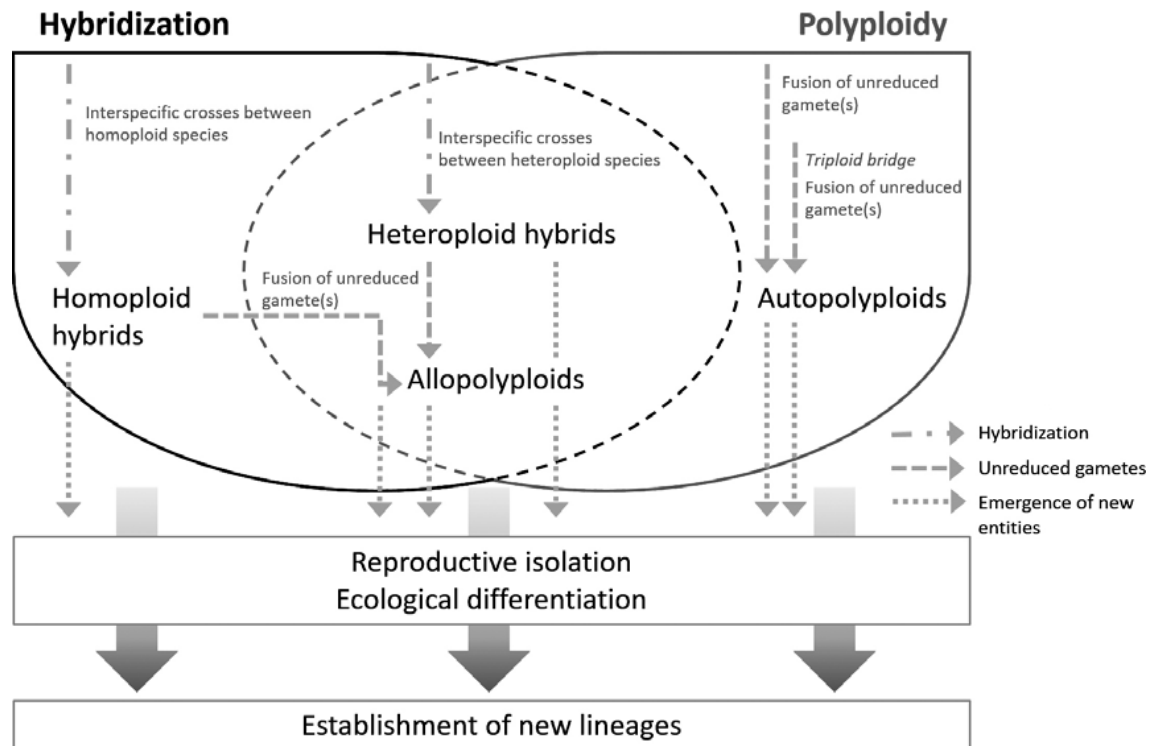 Hybridization
Polyploidy
Interspecific crosses between
homoploid species
Interspecific crosses
between heteroploid species
Fusion of unreduced
gamete(s)
Triploid bridge
Fusion of unreduced
gamete(s)
Heteroploid hybrids
Homoploid
hybrids
Fusion of unreduced
gamete(s)
Autopolyploids
Allopolyploids
Hybridization
Unreduced gametes
Emergence of new
entities
Reproductive isolation
Ecological differentiation
Establishment of new lineages